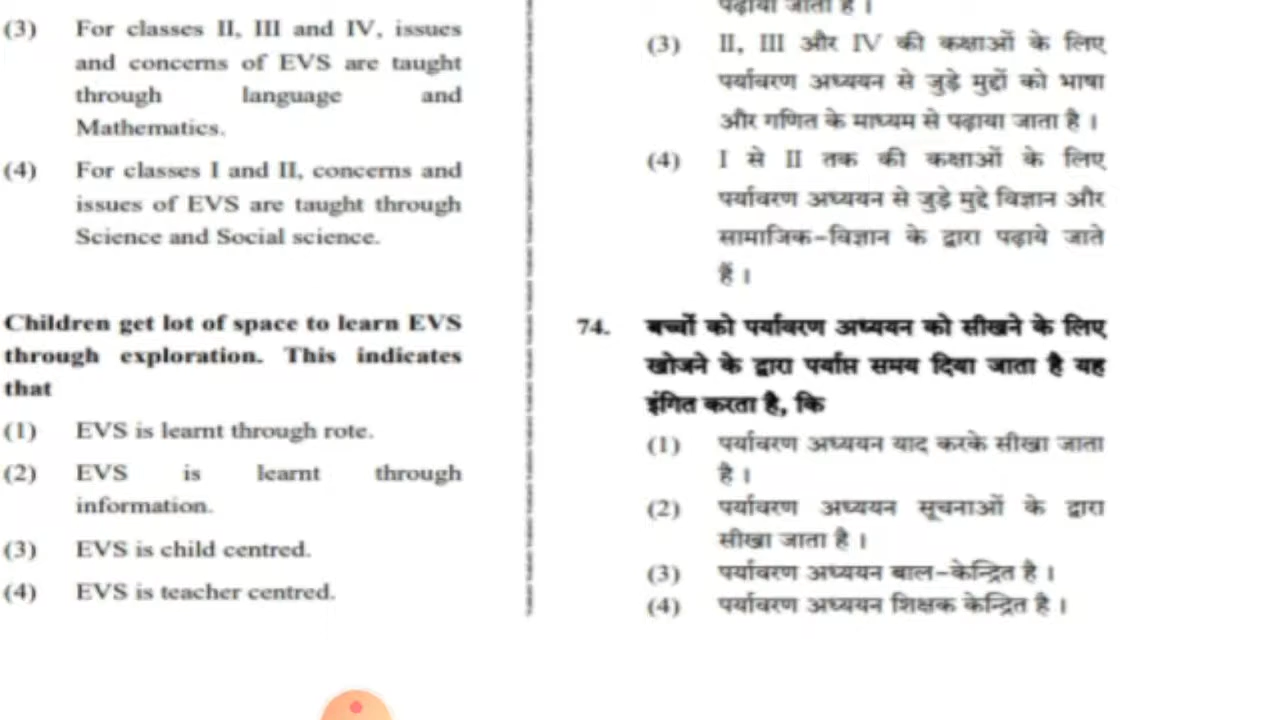 (3) For classes II, III and IV, issues
and concerns of EVS are taught
through language and
Mathematics.
(4) For classes I and II, concerns and
issues of EVS are taught through
Science and Social science.
Children get lot of space to learn EVS
through exploration. This indicates
that
(1) EVS is learnt through rote.
(2) EVS is learnt through
information.
(3) EVS is child centred.
(4) EVS is teacher centred.
पढ़ाया जाता है ।
(3) II, III और IV की कक्षाओं के लिए
पर्यावरण अध्ययन से जुड़े मुद्दों को भाषा
और गणित के माध्यम से पढ़ाया जाता है ।
(4) I से II तक की कक्षाओं के लिए
पर्यावरण अध्ययन से जुड़े मुद्दे विज्ञान और
सामाजिक-विज्ञान के द्वारा पढ़ाये जाते
हैं ।
74. बच्चों को पर्यावरण अध्ययन को सीखने के लिए
खोजने के द्वारा पर्याप्त समय दिया जाता है यह
इंगित करता है, कि
(1) पर्यावरण अध्ययन याद करके सीखा जाता
है ।
(2) पर्यावरण अध्ययन सूचनाओं के द्वारा
सीखा जाता है ।
(3) पर्यावरण अध्ययन बाल-केन्द्रित है ।
(4) पर्यावरण अध्ययन शिक्षक केन्द्रित है ।